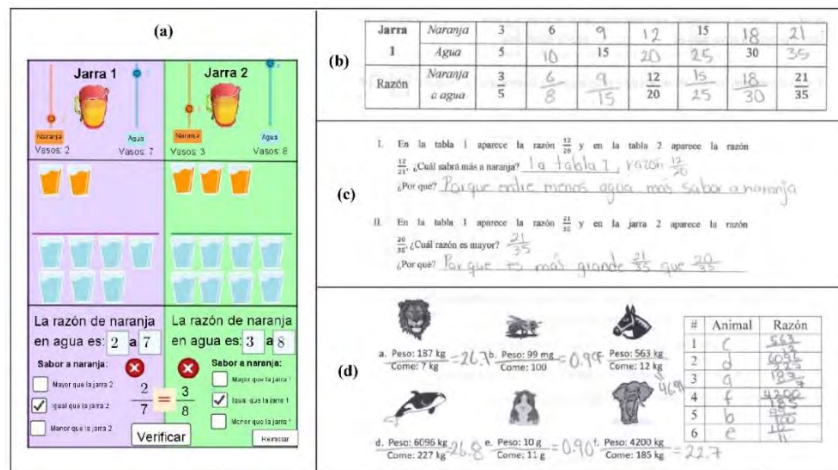 (a)
Jarra 1
Jarra 2
Naranja
Agua
Naranja
Agua
Vasos: 2
Vasos: 7
Vasos: 3
Vasos: 8
La razón de naranja
en agua es: 2 a 7
La razón de naranja
en agua es: 3 a 8
Sabor a naranja:
Sabor a naranja:
Mayor que la jarra 2
Igual que la jarra 2
Menor que la jarra 2
2/7 = 3/8
Mayor que la jarra 1
Igual que la jarra 1
Menor que la jarra 1
Verificar
Reiniciar
(b)
Jarra 1 Naranja 3 6 9 12 15 18 21
Agua 5 10 15 20 25 30 35
Razón Naranja a agua 3/5 6/8 9/15 12/20 15/25 18/30 21/35
(c)
I. En la tabla 1 aparece la razón 12/20 y en la tabla 2 aparece la razón
12/21, ¿Cuál sabrá más a naranja? la tabla 1, razón 12/20
¿Por qué? Porque entre menos agua más sabor a naranja
II. En la tabla 1 aparece la razón 21/35 y en la jarra 2 aparece la razón
20/35. ¿Cuál razón es mayor? 21/35
¿Por qué? Por que es más grande 21/35 que 20/35
(d)
a. Peso: 187 kg
Come: 7 kg
=26.7
b. Peso: 99 mg
Come: 100
Peso: 563 kg
Come: 12 kg
d. Peso: 6096 kg
Come: 227 kg
=26.8
e. Peso: 10 g
Come: 11 g
=0.90
f. Peso: 4200 kg
Come: 185 kg
=22.7
# Animal Razón
1 c
2 d
3 a
4 f
5 b
6 e